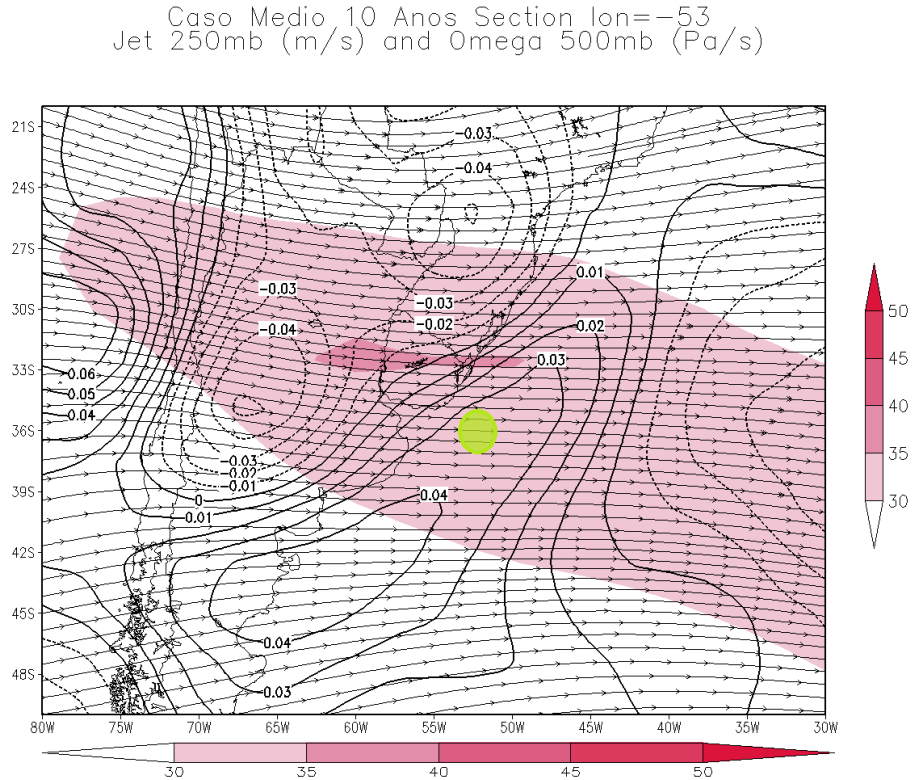 Caso Medio 10 Anos Section lon=−53
Jet 250mb (m/s) and Omega 500mb (Pa/s)
21S
24S
27S
30S
33S
36S
39S
42S
45S
48S
−0.03
−0.04
0.01
−0.03
−0.03
−0.02
0.02
−0.04
0.03
0.06
0.05
0.04
0.03
0.02
0.01
0
0.01
0.04
0.04
0.03
80W 75W 70W 65W 60W 55W 50W 45W 40W 35W 30W
50
45
40
35
30
30 35 40 45 50